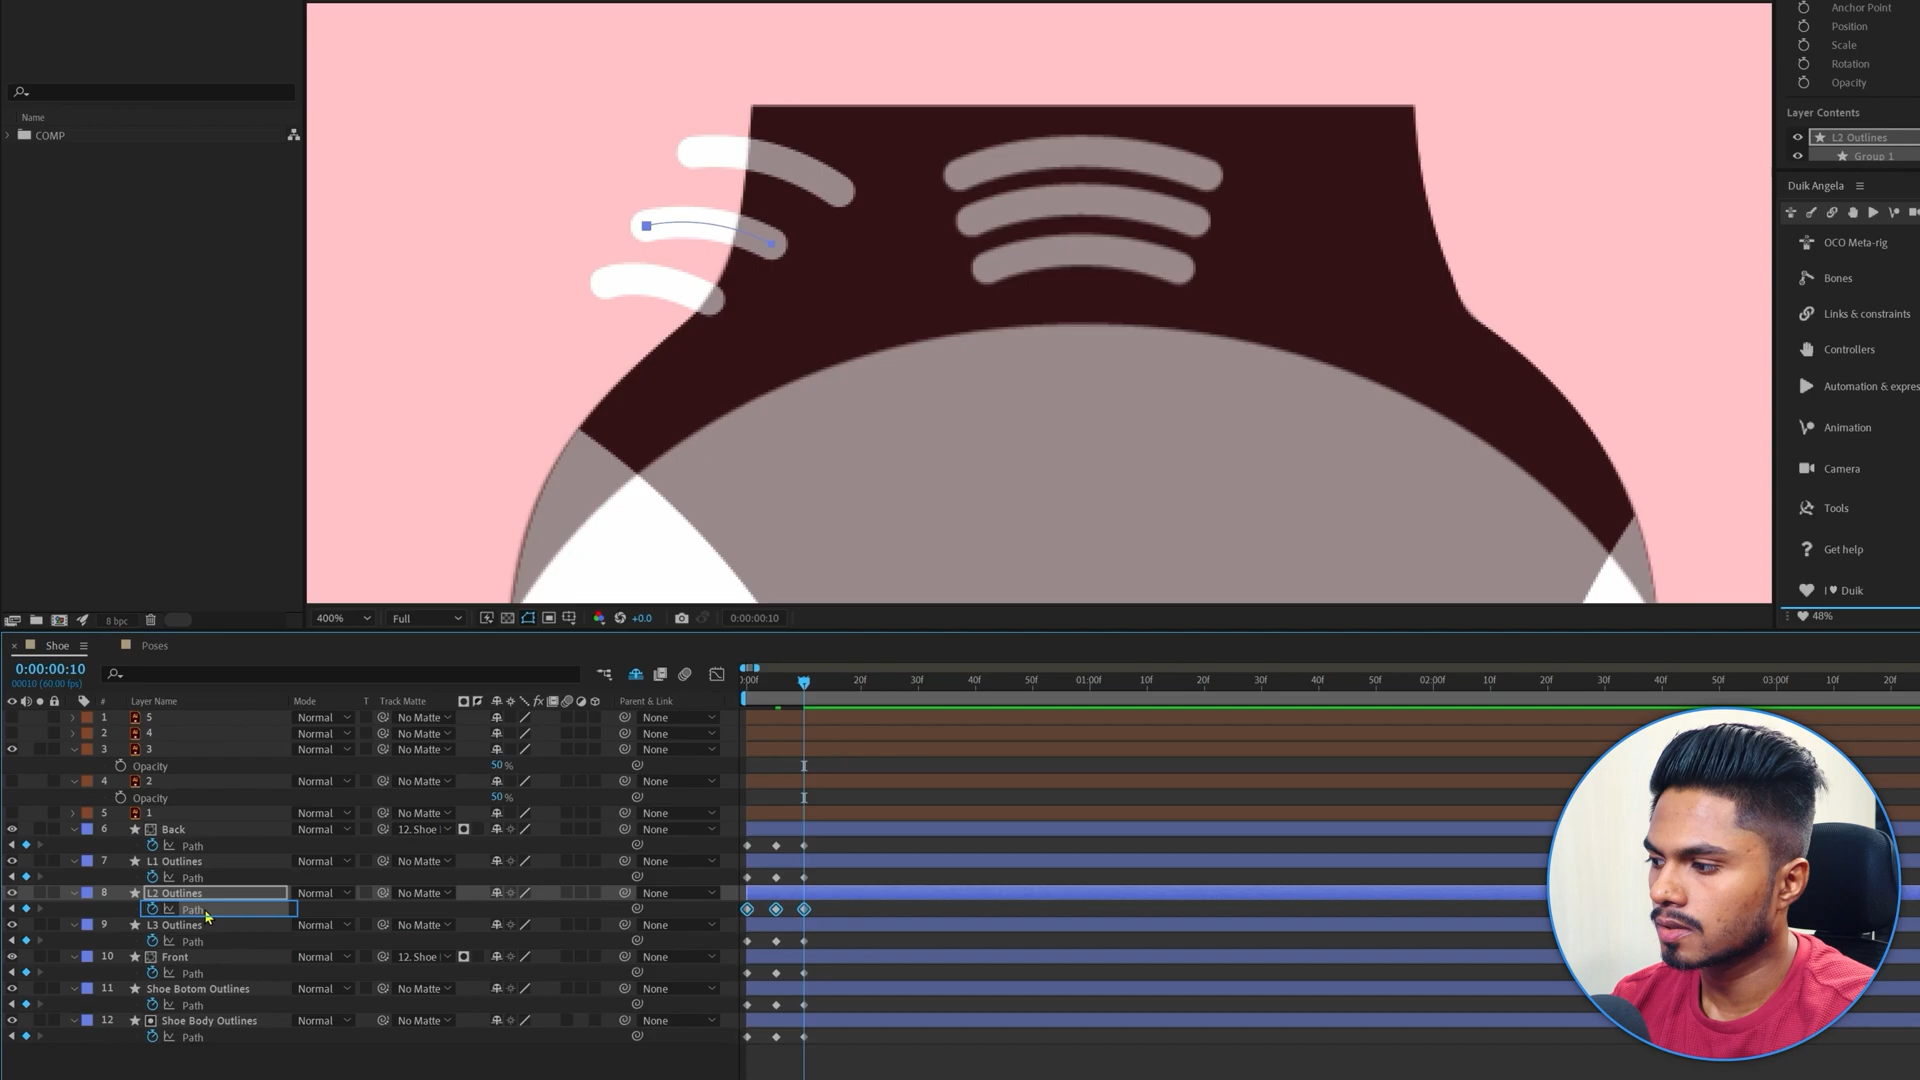 Anchor Point
Position
Scale
Rotation
Opacity
Name
COMP
Layer Contents
L2 Outlines
Group 1
Duik Angela
OCO Meta-rig
Bones
Links & constraints
Controllers
Automation & expres
Animation
Camera
Tools
Get help
I ♥ Duik
48%
8 bpc
400%
Full
+0.0
0:00:00:10
Shoe
Poses
0:00:00:10
00010 (60.00 fps)
):00f 20f 30f 40f 50f 01:00f 10f 20f 30f 40f 50f 02:00f 10f 20f 30f 40f 50f 03:00f 10f 20f
# Layer Name Mode T Track Matte fx Parent & Link
1 5 Normal No Matte None
2 4 Normal No Matte None
3 3 Normal No Matte None
Opacity 50 %
4 2 Normal No Matte None
Opacity 50 %
5 1 Normal No Matte None
6 Back Normal 12. Shoe None
Path
7 L1 Outlines Normal No Matte None
Path
8 L2 Outlines Normal No Matte None
Path
9 L3 Outlines Normal No Matte None
Path
10 Front Normal 12. Shoe None
Path
11 Shoe Botom Outlines Normal No Matte None
Path
12 Shoe Body Outlines Normal No Matte None
Path